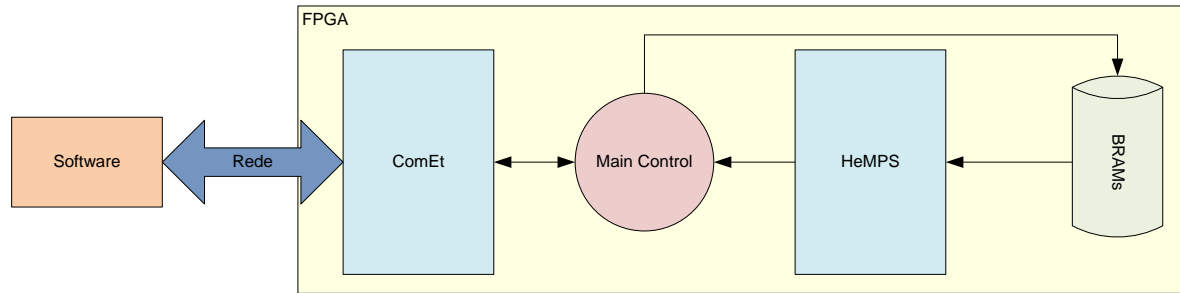 FPGA
Software
Rede
ComEt
Main Control
HeMPS
BRAMs